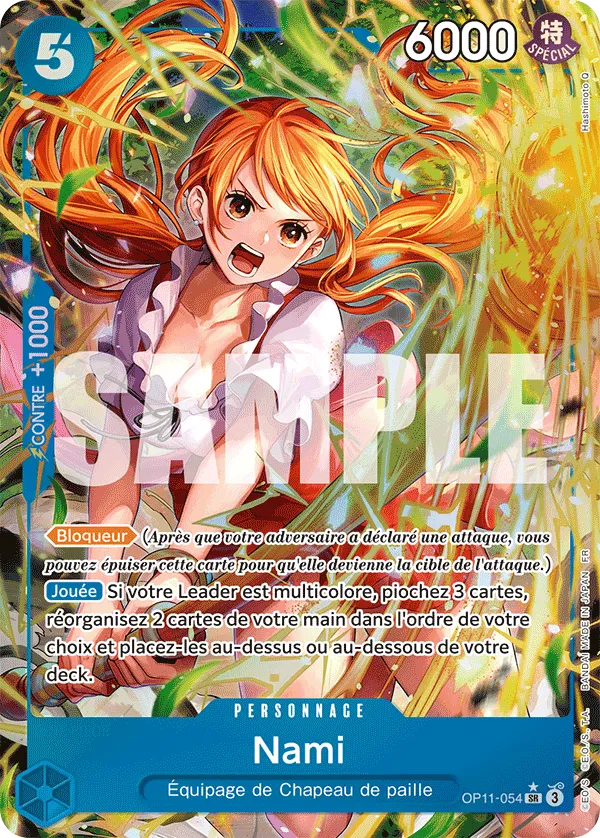 5
6000
特
SPÉCIAL
Hashimoto Q
CONTRE +1000
SAMPLE
Bloqueur (Après que votre adversaire a déclaré une attaque, vous
pouvez épuiser cette carte pour qu'elle devienne la cible de l'attaque.)
Jouée Si votre Leader est multicolore, piochez 3 cartes,
réorganisez 2 cartes de votre main dans l'ordre de votre
choix et placez-les au-dessus ou au-dessous de votre
deck.
PERSONNAGE
Nami
Équipage de Chapeau de paille
OP11-054 SR 3
©E.O./S. ©E.O./S., T.A. BANDAI MADE IN JAPAN FR